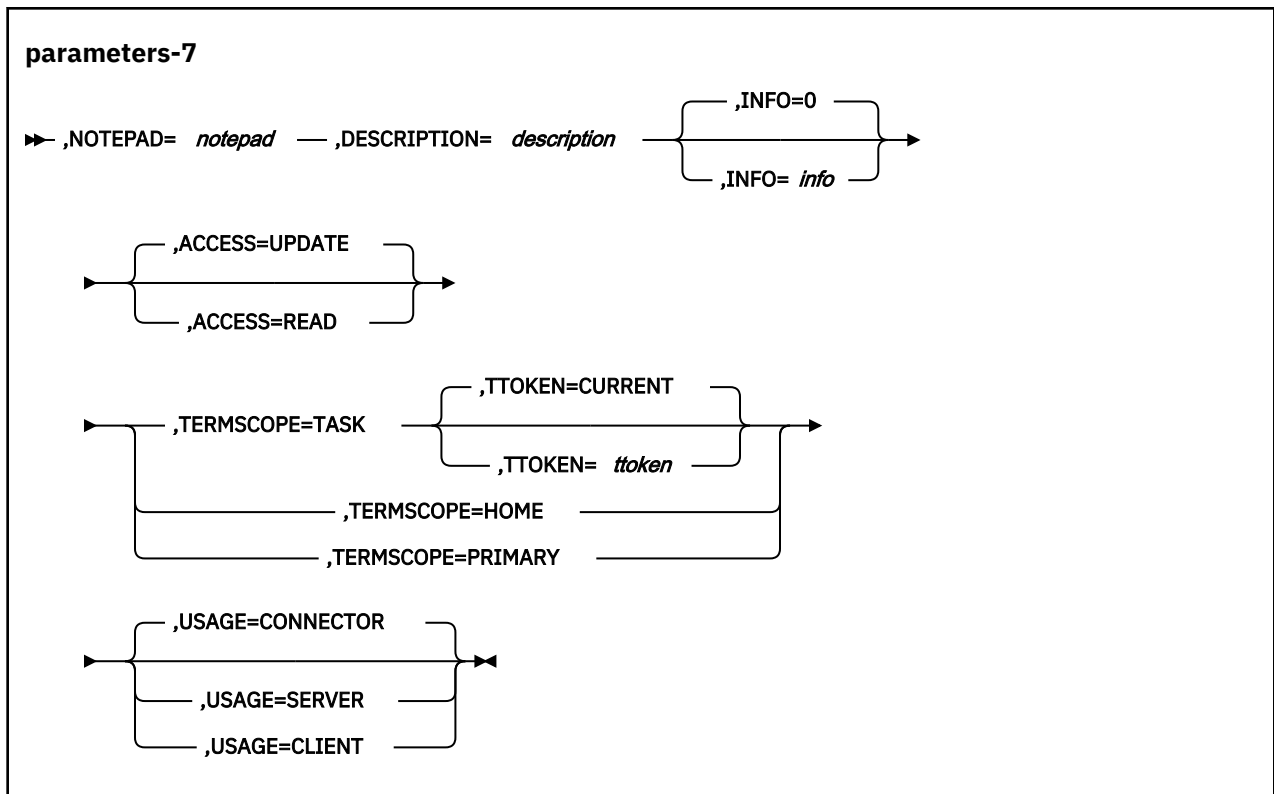 parameters-7
,INFO=0
,NOTEPAD= notepad ,DESCRIPTION= description
,INFO= info
,ACCESS=UPDATE
,ACCESS=READ
,TTOKEN=CURRENT
,TERMSCOPE=TASK
,TTOKEN= ttoken
,TERMSCOPE=HOME
,TERMSCOPE=PRIMARY
,USAGE=CONNECTOR
,USAGE=SERVER
,USAGE=CLIENT